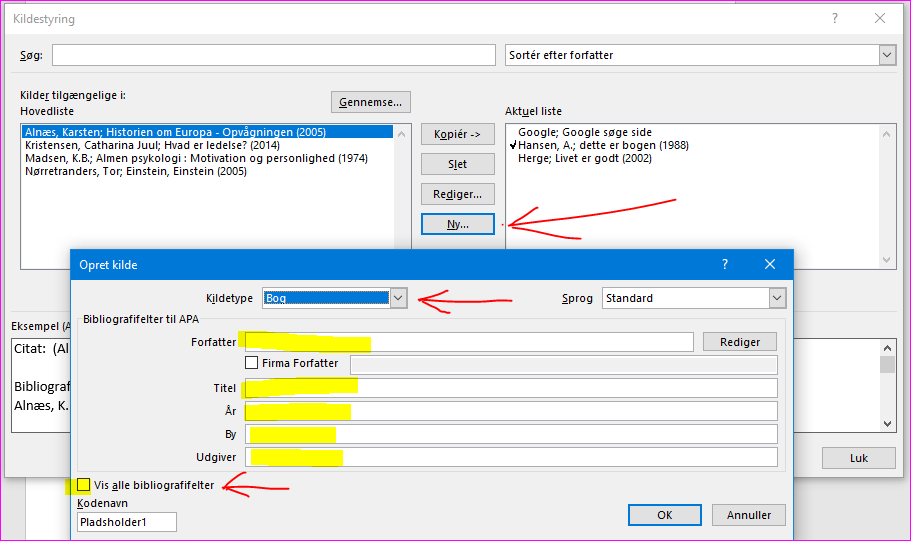 Kildestyring
Søg:
Sortér efter forfatter
Kilder tilgængelige i:
Hovedliste
Gennemse...
Aktuel liste
Alnæs, Karsten; Historien om Europa - Opvågningen (2005)
Kristensen, Catharina Juul; Hvad er ledelse? (2014)
Madsen, K.B.; Almen psykologi : Motivation og personlighed (1974)
Nørretranders, Tor; Einstein, Einstein (2005)
Kopiér ->
Slet
Rediger...
Ny...
Google; Google søge side
Hansen, A.; dette er bogen (1988)
Herge; Livet er godt (2002)
Eksempel (A
Citat: (Al
Bibliograf
Alnæs, K.
Luk
Opret kilde
Kildetype Bog
Sprog Standard
Bibliografifelter til APA
Forfatter
Rediger
Firma Forfatter
Titel
År
By
Udgiver
Vis alle bibliografifelter
Kodenavn
Pladsholder1
OK
Annuller